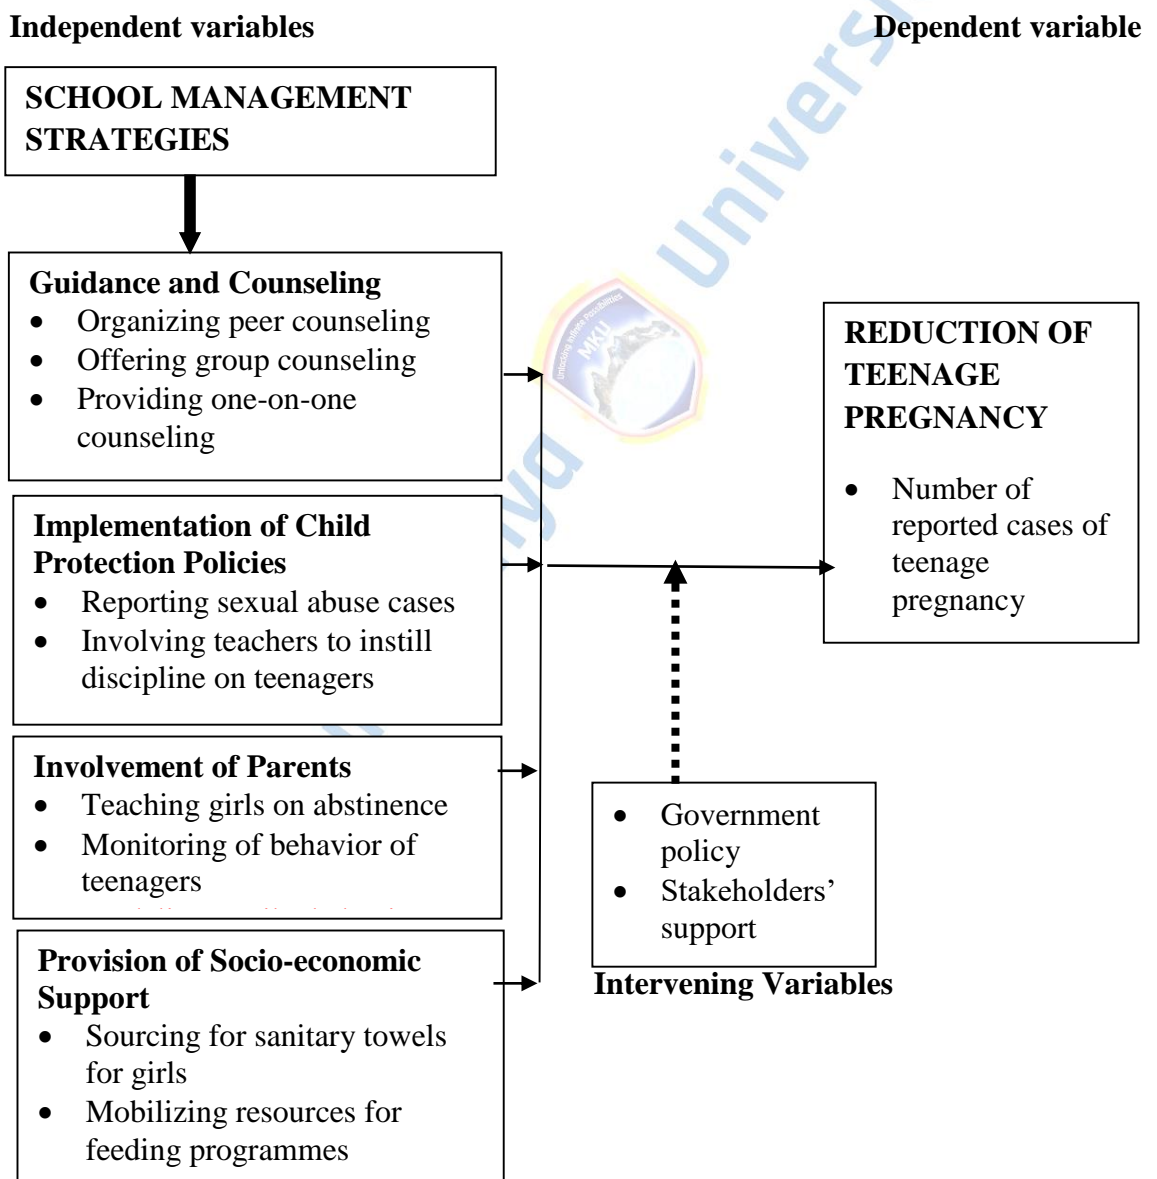 Independent variables
Dependent variable
SCHOOL MANAGEMENT
STRATEGIES
Guidance and Counseling
• Organizing peer counseling
• Offering group counseling
• Providing one-on-one
counseling
Implementation of Child
Protection Policies
• Reporting sexual abuse cases
• Involving teachers to instill
discipline on teenagers
Involvement of Parents
• Teaching girls on abstinence
• Monitoring of behavior of
teenagers
Provision of Socio-economic
Support
• Sourcing for sanitary towels
for girls
• Mobilizing resources for
feeding programmes
REDUCTION OF
TEENAGE
PREGNANCY
• Number of
reported cases of
teenage
pregnancy
• Government
policy
• Stakeholders’
support
Intervening Variables
Unlocking Infinite Possibilities
MKU